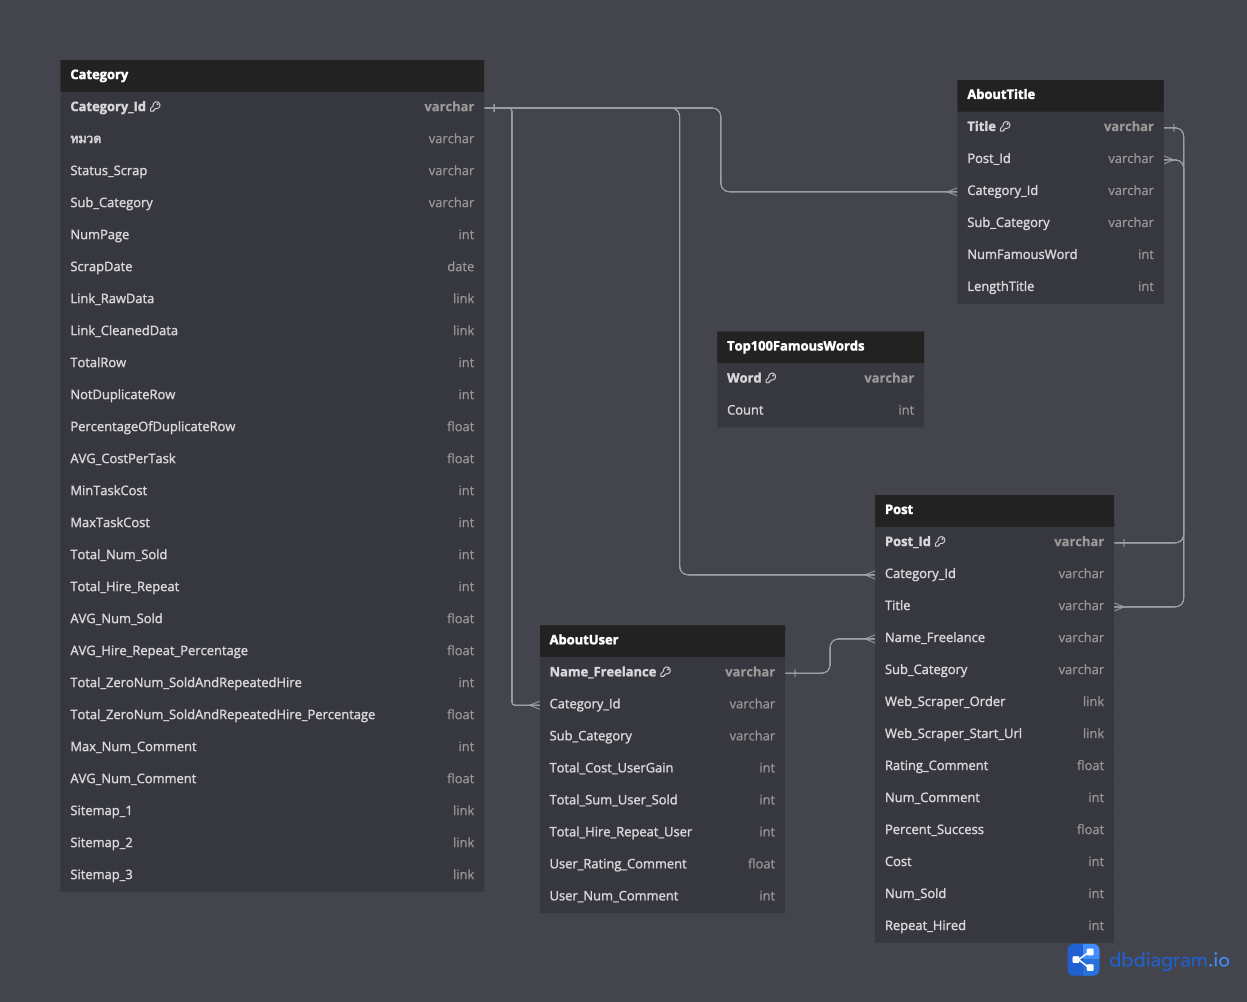 Category
Category_Id varchar
หมวด varchar
Status_Scrap varchar
Sub_Category varchar
NumPage int
ScrapDate date
Link_RawData link
Link_CleanedData link
TotalRow int
NotDuplicateRow int
PercentageOfDuplicateRow float
AVG_CostPerTask float
MinTaskCost int
MaxTaskCost int
Total_Num_Sold int
Total_Hire_Repeat int
AVG_Num_Sold float
AVG_Hire_Repeat_Percentage float
Total_ZeroNum_SoldAndRepeatedHire int
Total_ZeroNum_SoldAndRepeatedHire_Percentage float
Max_Num_Comment int
AVG_Num_Comment float
Sitemap_1 link
Sitemap_2 link
Sitemap_3 link
AboutTitle
Title varchar
Post_Id varchar
Category_Id varchar
Sub_Category varchar
NumFamousWord int
LengthTitle int
Top100FamousWords
Word varchar
Count int
AboutUser
Name_Freelance varchar
Category_Id varchar
Sub_Category varchar
Total_Cost_UserGain int
Total_Sum_User_Sold int
Total_Hire_Repeat_User int
User_Rating_Comment float
User_Num_Comment int
Post
Post_Id varchar
Category_Id varchar
Title varchar
Name_Freelance varchar
Sub_Category varchar
Web_Scraper_Order link
Web_Scraper_Start_Url link
Rating_Comment float
Num_Comment int
Percent_Success float
Cost int
Num_Sold int
Repeat_Hired int
dbdiagram.io